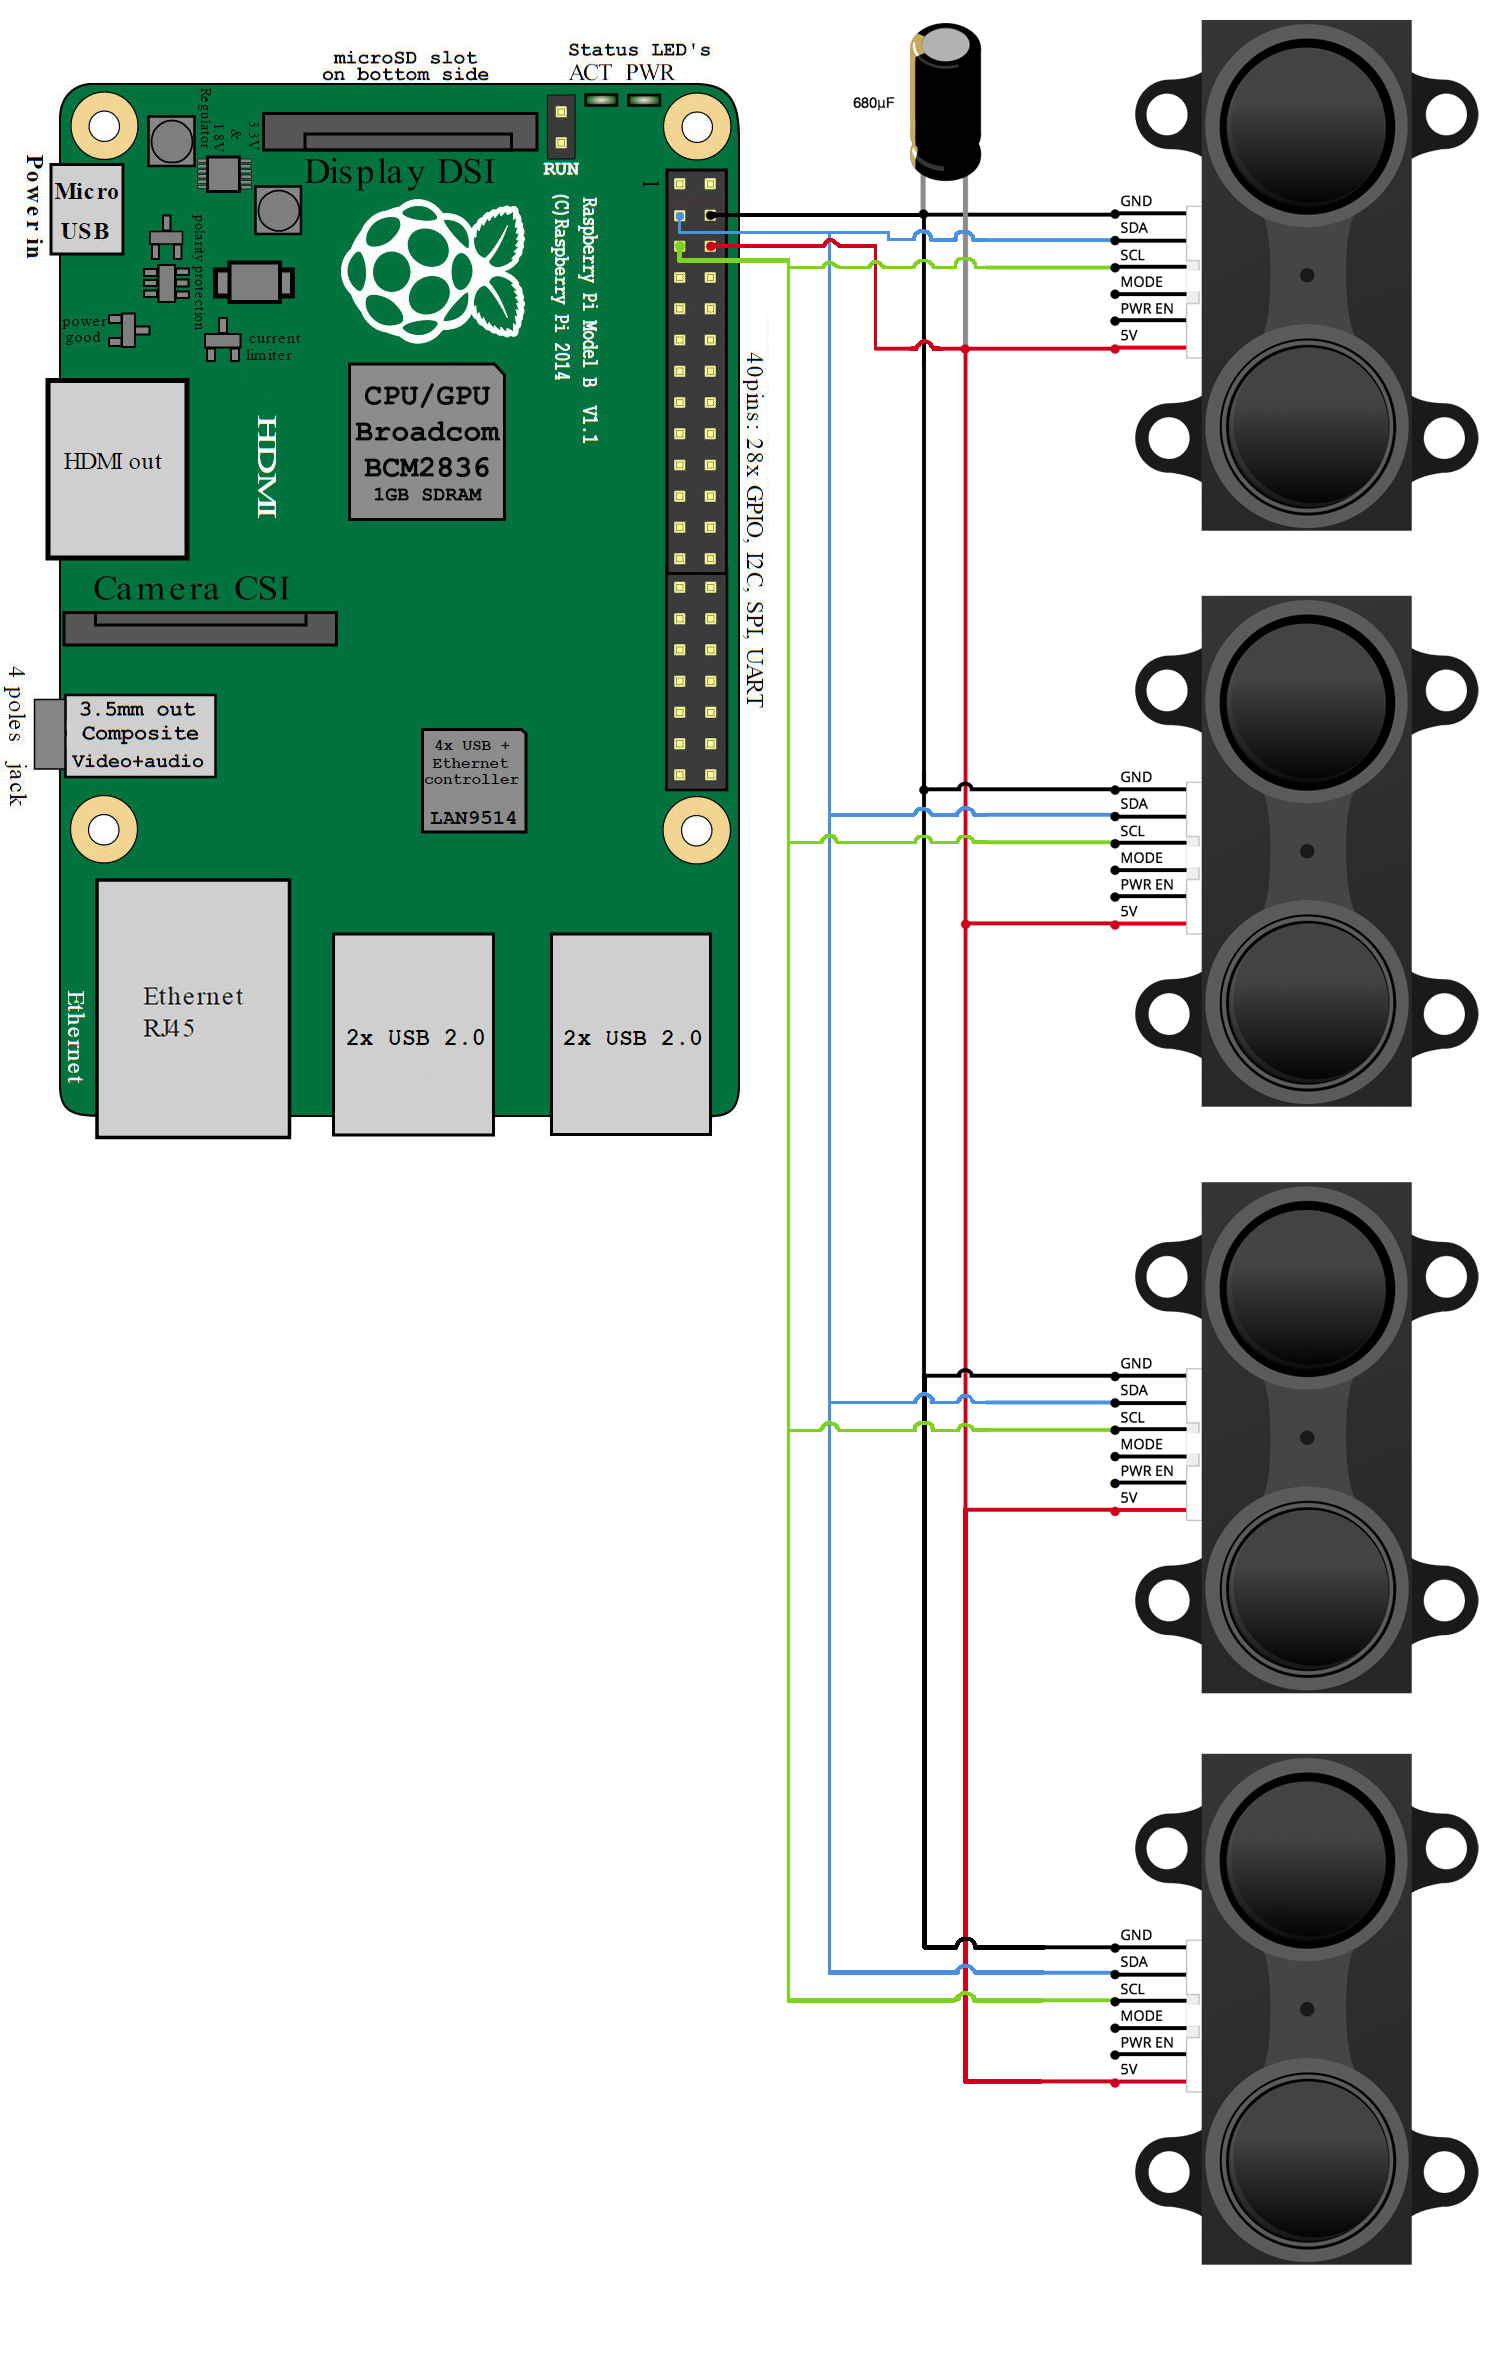 microSD slot
on bottom side
Status LED's
ACT PWR
680µF
Regulator
&
1.8V
3.3V
Display DSI
RUN
1
Power in
Micro
USB
polarity protection
power
good
current
limiter
Raspberry Pi Model B V1.1
(C)Raspberry Pi 2014
CPU/GPU
Broadcom
BCM2836
1GB SDRAM
HDMI out
HDMI
40pins: 28x GPIO, I2C, SPI, UART
Camera CSI
4 poles jack
3.5mm out
Composite
Video+audio
4x USB +
Ethernet
controller
LAN9514
Ethernet
Ethernet
RJ45
2x USB 2.0
2x USB 2.0
GND
SDA
SCL
MODE
PWR EN
5V
GND
SDA
SCL
MODE
PWR EN
5V
GND
SDA
SCL
MODE
PWR EN
5V
GND
SDA
SCL
MODE
PWR EN
5V